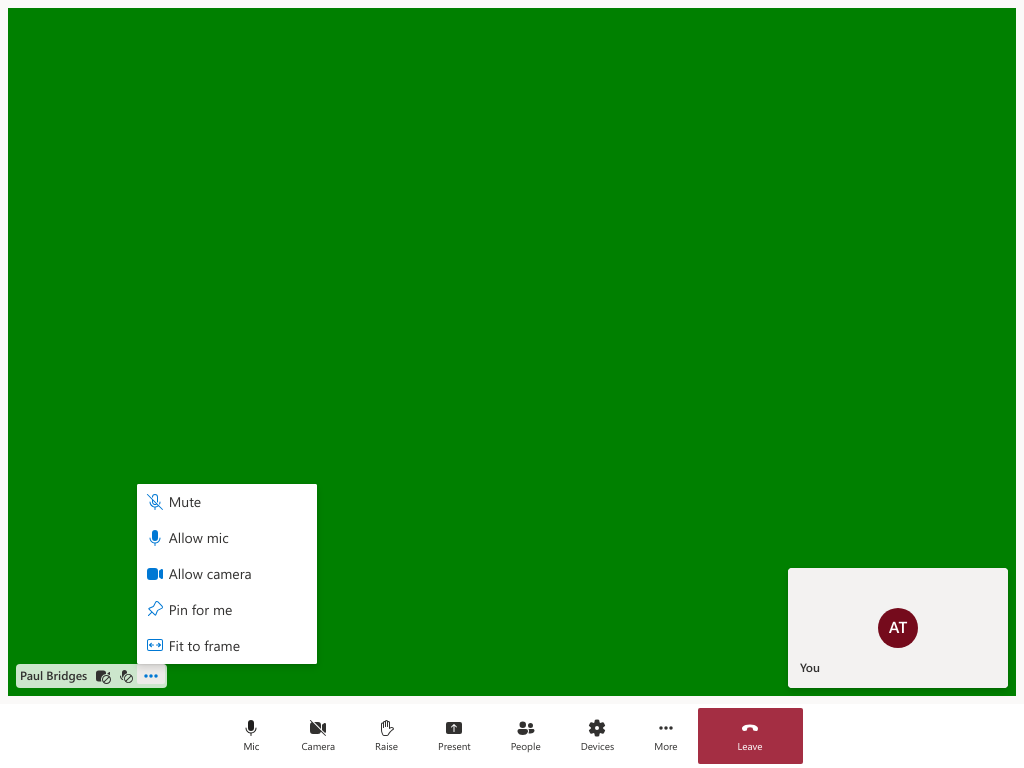 Mute
Allow mic
Allow camera
Pin for me
Fit to frame
Paul Bridges
AT
You
Mic
Camera
Raise
Present
People
Devices
More
Leave